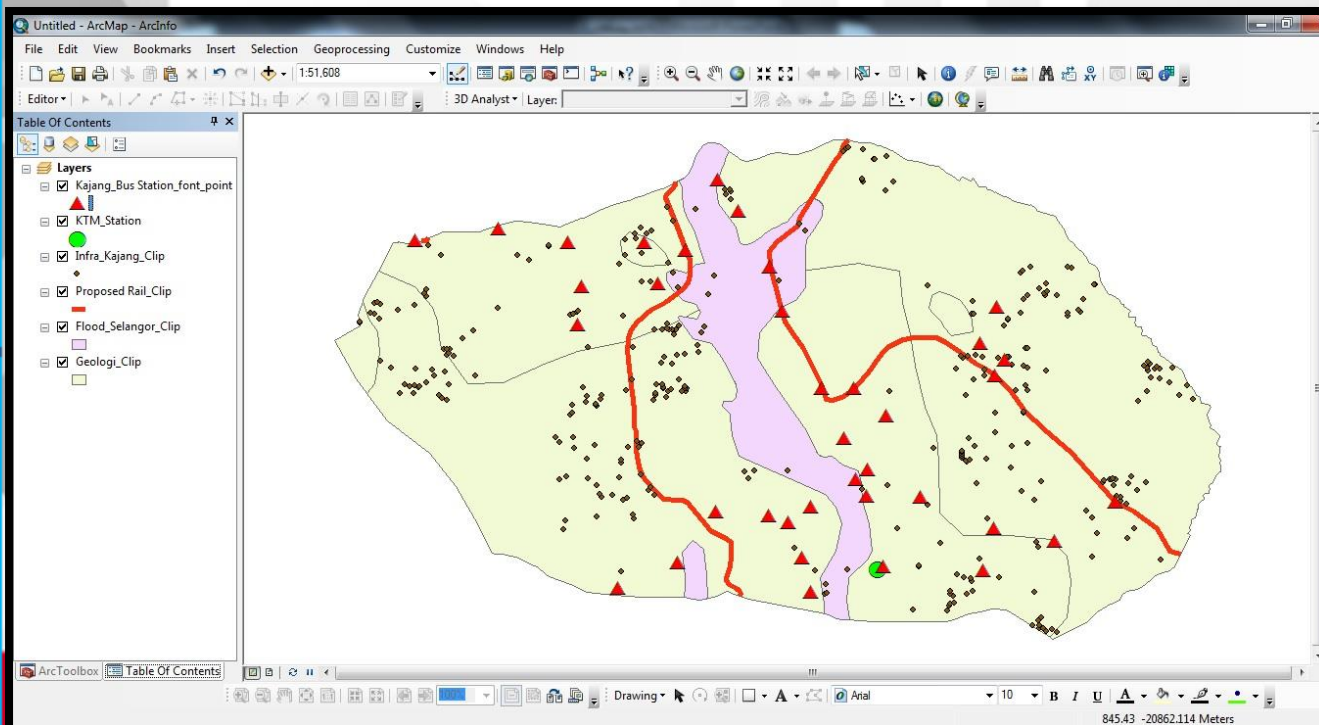 Untitled - ArcMap - ArcInfo
File Edit View Bookmarks Insert Selection Geoprocessing Customize Windows Help
1:51,608
Editor 3D Analyst Layer:
Table Of Contents
Layers
Kajang_Bus Station_font_point
KTM_Station
Infra_Kajang_Clip
Proposed Rail_Clip
Flood_Selangor_Clip
Geologi_Clip
ArcToolbox Table Of Contents
100% Drawing A Arial 10 B I U A
845.43 -20862.114 Meters